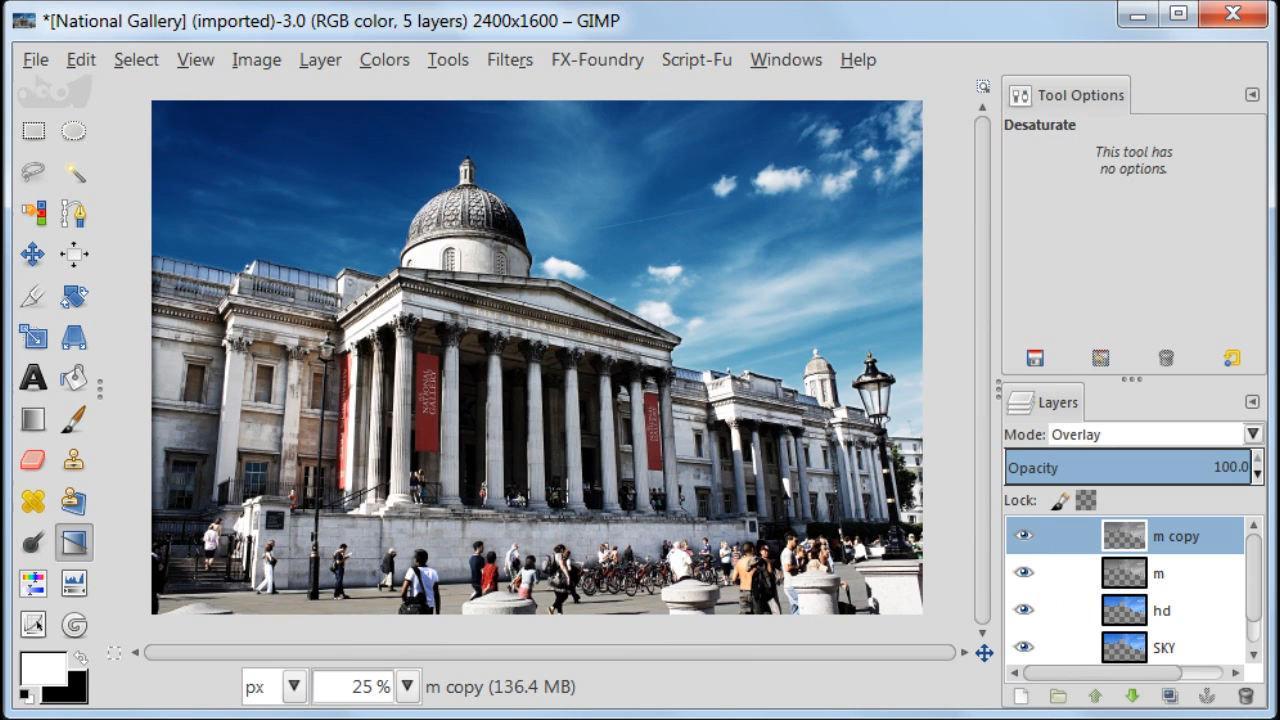 *[National Gallery] (imported)-3.0 (RGB color, 5 layers) 2400x1600 – GIMP
File Edit Select View Image Layer Colors Tools Filters FX-Foundry Script-Fu Windows Help
Tool Options
Desaturate
This tool has
no options.
NATIONAL
GALLERY
Layers
Mode: Overlay
Opacity 100.0
Lock:
m copy
m
hd
SKY
px 25 % m copy (136.4 MB)